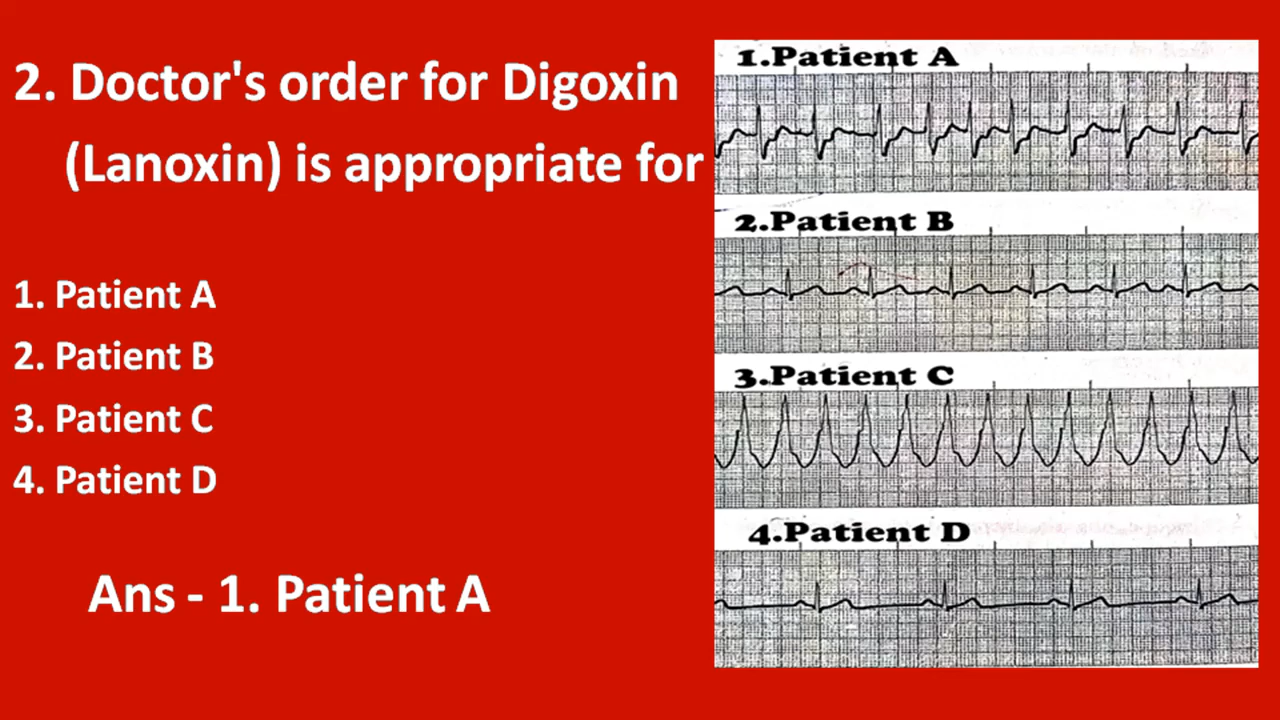 2. Doctor's order for Digoxin
(Lanoxin) is appropriate for
1. Patient A
2. Patient B
3. Patient C
4. Patient D
Ans - 1. Patient A
1.Patient A
2.Patient B
3.Patient C
4.Patient D